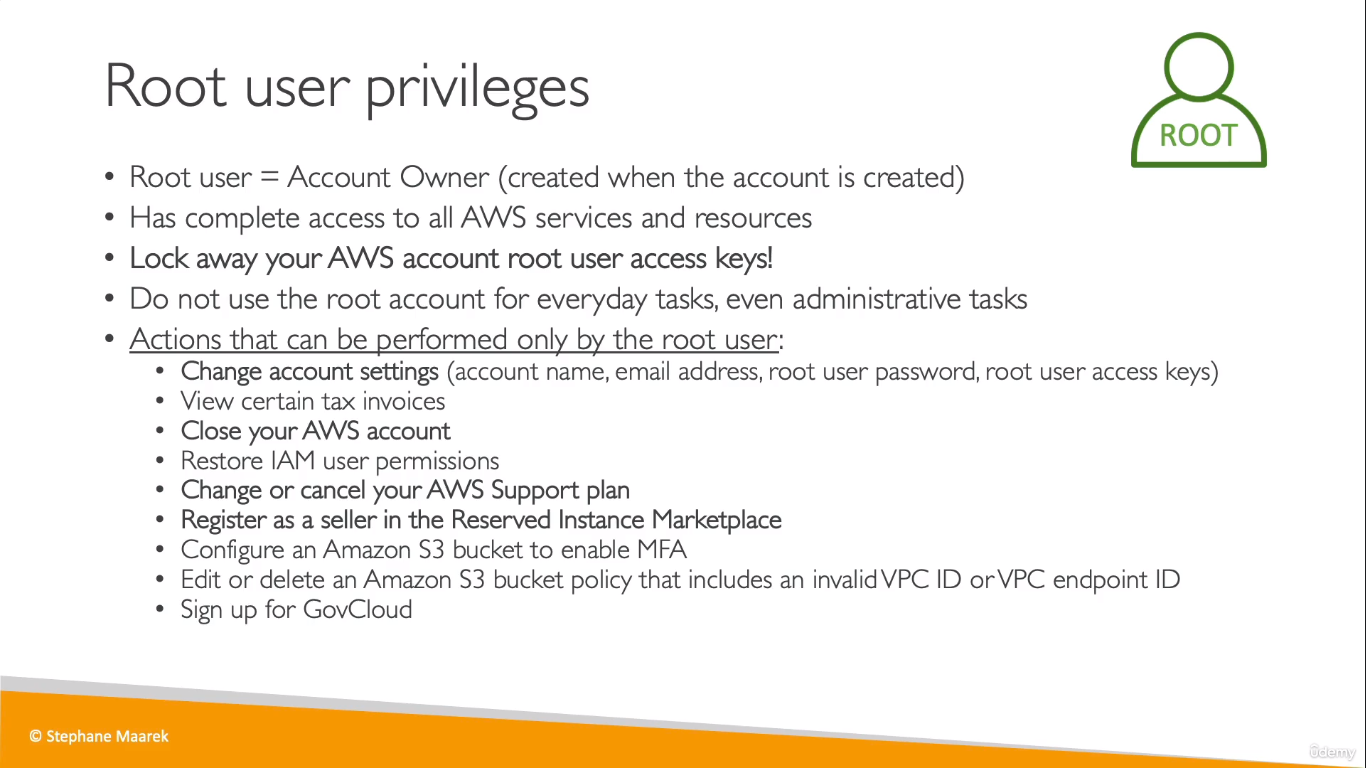 Root user privileges
ROOT
• Root user = Account Owner (created when the account is created)
• Has complete access to all AWS services and resources
• Lock away your AWS account root user access keys!
• Do not use the root account for everyday tasks, even administrative tasks
• Actions that can be performed only by the root user:
• Change account settings (account name, email address, root user password, root user access keys)
• View certain tax invoices
• Close your AWS account
• Restore IAM user permissions
• Change or cancel your AWS Support plan
• Register as a seller in the Reserved Instance Marketplace
• Configure an Amazon S3 bucket to enable MFA
• Edit or delete an Amazon S3 bucket policy that includes an invalid VPC ID or VPC endpoint ID
• Sign up for GovCloud
© Stephane Maarek
ûdemy